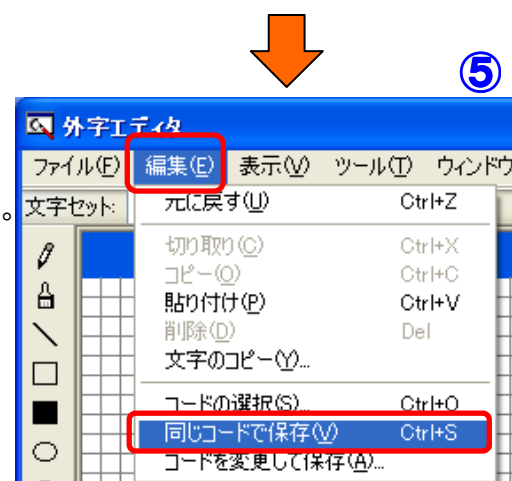 ⑤
外字エディタ
ファイル(F) 編集(E) 表示(V) ツール(T) ウィンドウ
。
文字セット:
元に戻す(U) Ctrl+Z
切り取り(C) Ctrl+X
コピー(O) Ctrl+C
貼り付け(P) Ctrl+V
削除(D) Del
文字のコピー(Y)...
コードの選択(S)... Ctrl+O
同じコードで保存(V) Ctrl+S
コードを変更して保存(A)...